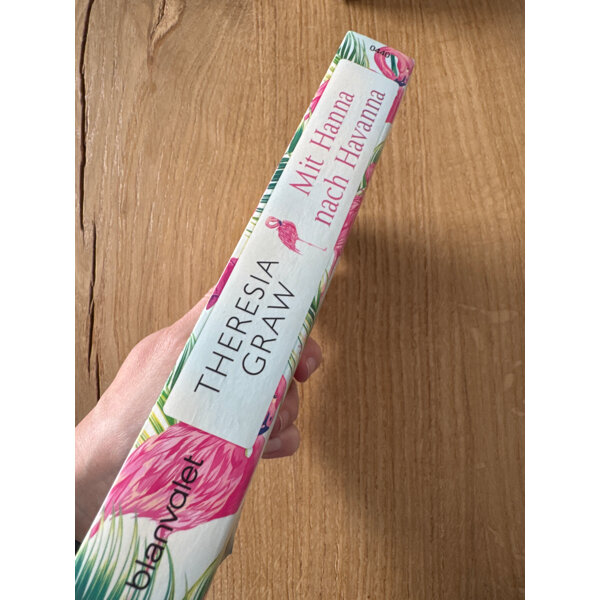 THERESIA
GRAW
Mit Hanna
nach Havanna
blanvalet